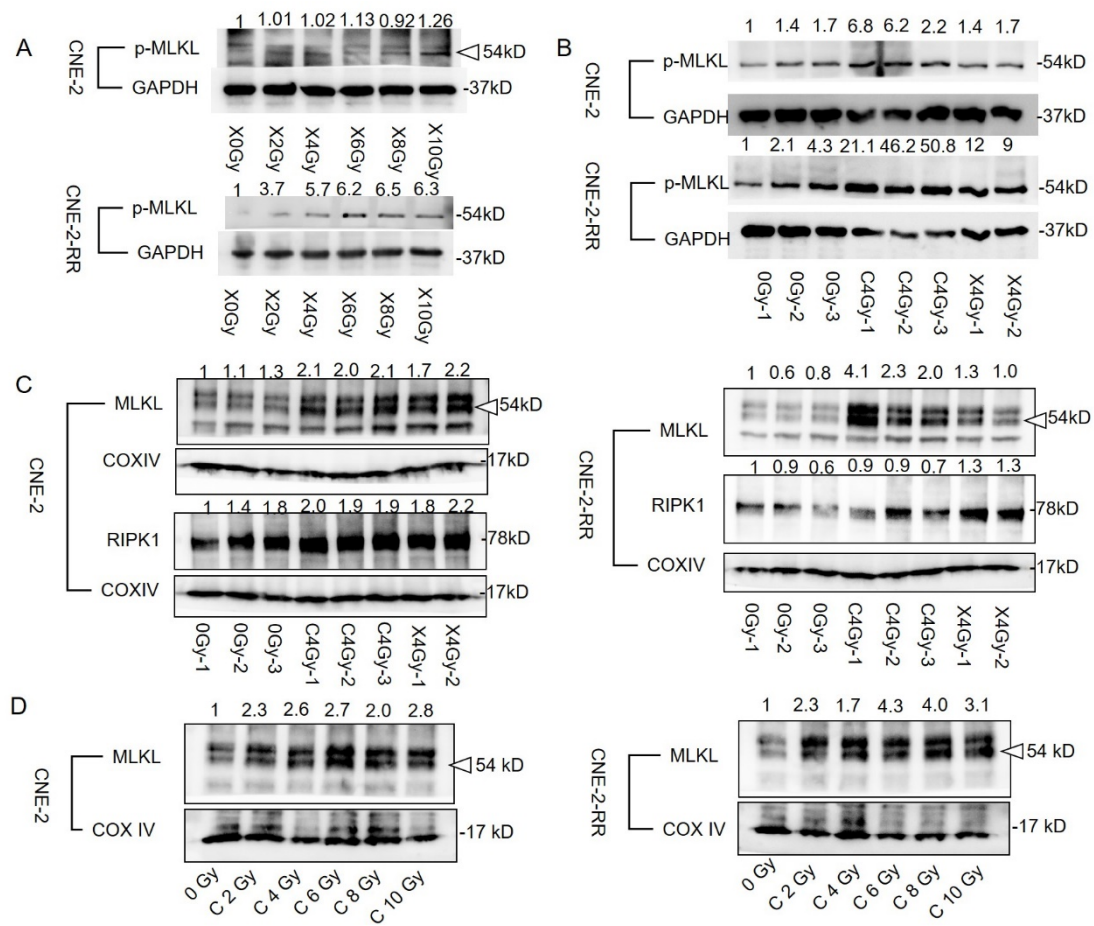 A
CNE-2
1 1.01 1.02 1.13 0.92 1.26
p-MLKL
54kD
GAPDH
-37kD
X0Gy X2Gy X4Gy X6Gy X8Gy X10Gy
CNE-2-RR
1 3.7 5.7 6.2 6.5 6.3
p-MLKL
-54kD
GAPDH
-37kD
X0Gy X2Gy X4Gy X6Gy X8Gy X10Gy
B
CNE-2
1 1.4 1.7 6.8 6.2 2.2 1.4 1.7
p-MLKL
-54kD
GAPDH
-37kD
CNE-2-RR
1 2.1 4.3 21.1 46.2 50.8 12 9
p-MLKL
-54kD
GAPDH
-37kD
0Gy-1 0Gy-2 0Gy-3 C4Gy-1 C4Gy-2 C4Gy-3 X4Gy-1 X4Gy-2
C
CNE-2
1 1.1 1.3 2.1 2.0 2.1 1.7 2.2
MLKL
54kD
COXIV
-17kD
1 1.4 1.8 2.0 1.9 1.9 1.8 2.2
RIPK1
-78kD
COXIV
-17kD
0Gy-1 0Gy-2 0Gy-3 C4Gy-1 C4Gy-2 C4Gy-3 X4Gy-1 X4Gy-2
CNE-2-RR
1 0.6 0.8 4.1 2.3 2.0 1.3 1.0
MLKL
54kD
1 0.9 0.6 0.9 0.9 0.7 1.3 1.3
RIPK1
-78kD
COXIV
-17kD
0Gy-1 0Gy-2 0Gy-3 C4Gy-1 C4Gy-2 C4Gy-3 X4Gy-1 X4Gy-2
D
CNE-2
1 2.3 2.6 2.7 2.0 2.8
MLKL
54 kD
COX IV
-17 kD
0 Gy C 2 Gy C 4 Gy C 6 Gy C 8 Gy C 10 Gy
CNE-2-RR
1 2.3 1.7 4.3 4.0 3.1
MLKL
54 kD
COX IV
-17 kD
0 Gy C 2 Gy C 4 Gy C 6 Gy C 8 Gy C 10 Gy